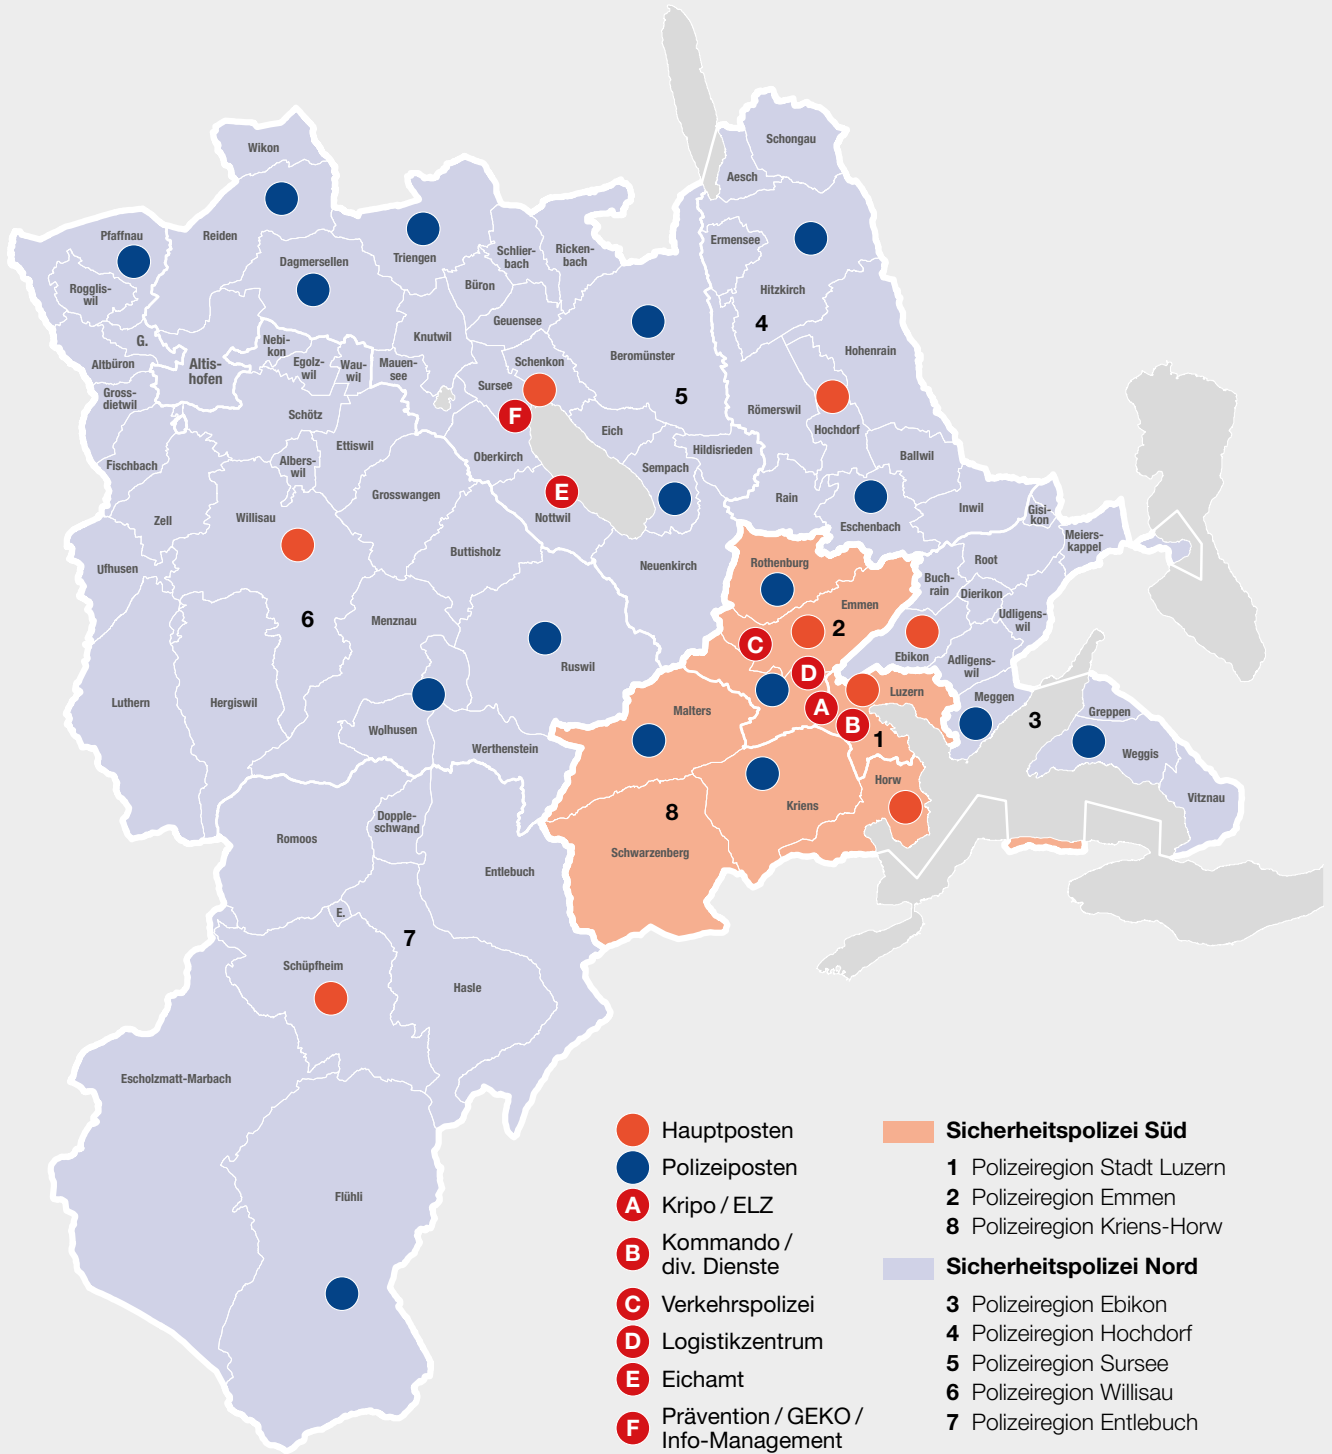 Schongau
Wikon
Aesch
Pfaffnau
Reiden
Ermensee
Schlier-
bach
Ricken-
bach
Triengen
Dagmersellen
Roggliswil
Büron
Hitzkirch
Geuensee
4
G.
Knutwil
Nebi-
kon
Hohenrain
Beromünster
Altbüron
Altis-
hofen
Egolz-
wil
Wau-
wil
Mauen-
see
Schenkon
Sursee
5
Gross-
dietwil
F
Schötz
Römerswil
Hochdorf
Eich
Ettiswil
Hildisrieden
Ballwil
Oberkirch
Fischbach
Albers-
wil
Sempach
Grosswangen
E
Rain
Inwil
Gisi-
kon
Zell
Willisau
Nottwil
Eschenbach
Meiers-
kappel
Buttisholz
Root
Ufhusen
Neuenkirch
Rothenburg
Buch-
rain
Dierikon
Emmen
Udligens-
wil
6
Menznau
2
C
Ebikon
Adligens-
wil
Ruswil
D
Luzern
Meggen
Luthern
Hergiswil
A
Malters
Greppen
B
3
Wolhusen
1
Werthenstein
Weggis
Horw
Vitznau
Kriens
8
Dopple-
schwand
Romoos
Schwarzenberg
Entlebuch
E.
7
Schüpfheim
Hasle
Escholzmatt-Marbach
Flühli
Hauptposten
Polizeiposten
A Kripo / ELZ
B Kommando /
div. Dienste
C Verkehrspolizei
D Logistikzentrum
E Eichamt
F Prävention / GEKO /
Info-Management
Sicherheitspolizei Süd
1 Polizeiregion Stadt Luzern
2 Polizeiregion Emmen
8 Polizeiregion Kriens-Horw
Sicherheitspolizei Nord
3 Polizeiregion Ebikon
4 Polizeiregion Hochdorf
5 Polizeiregion Sursee
6 Polizeiregion Willisau
7 Polizeiregion Entlebuch